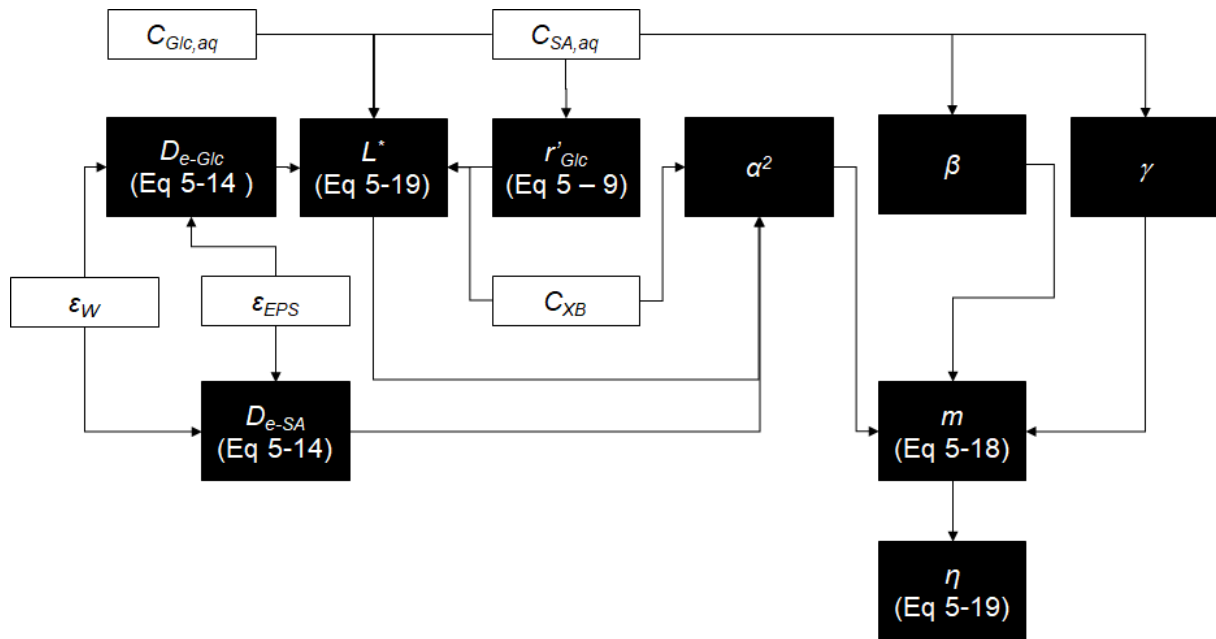 C_Glc,aq
C_SA,aq
D_e-Glc
(Eq 5-14 )
L*
(Eq 5-19)
r'_Glc
(Eq 5 – 9)
α²
β
γ
ε_W
ε_EPS
C_XB
D_e-SA
(Eq 5-14)
m
(Eq 5-18)
η
(Eq 5-19)